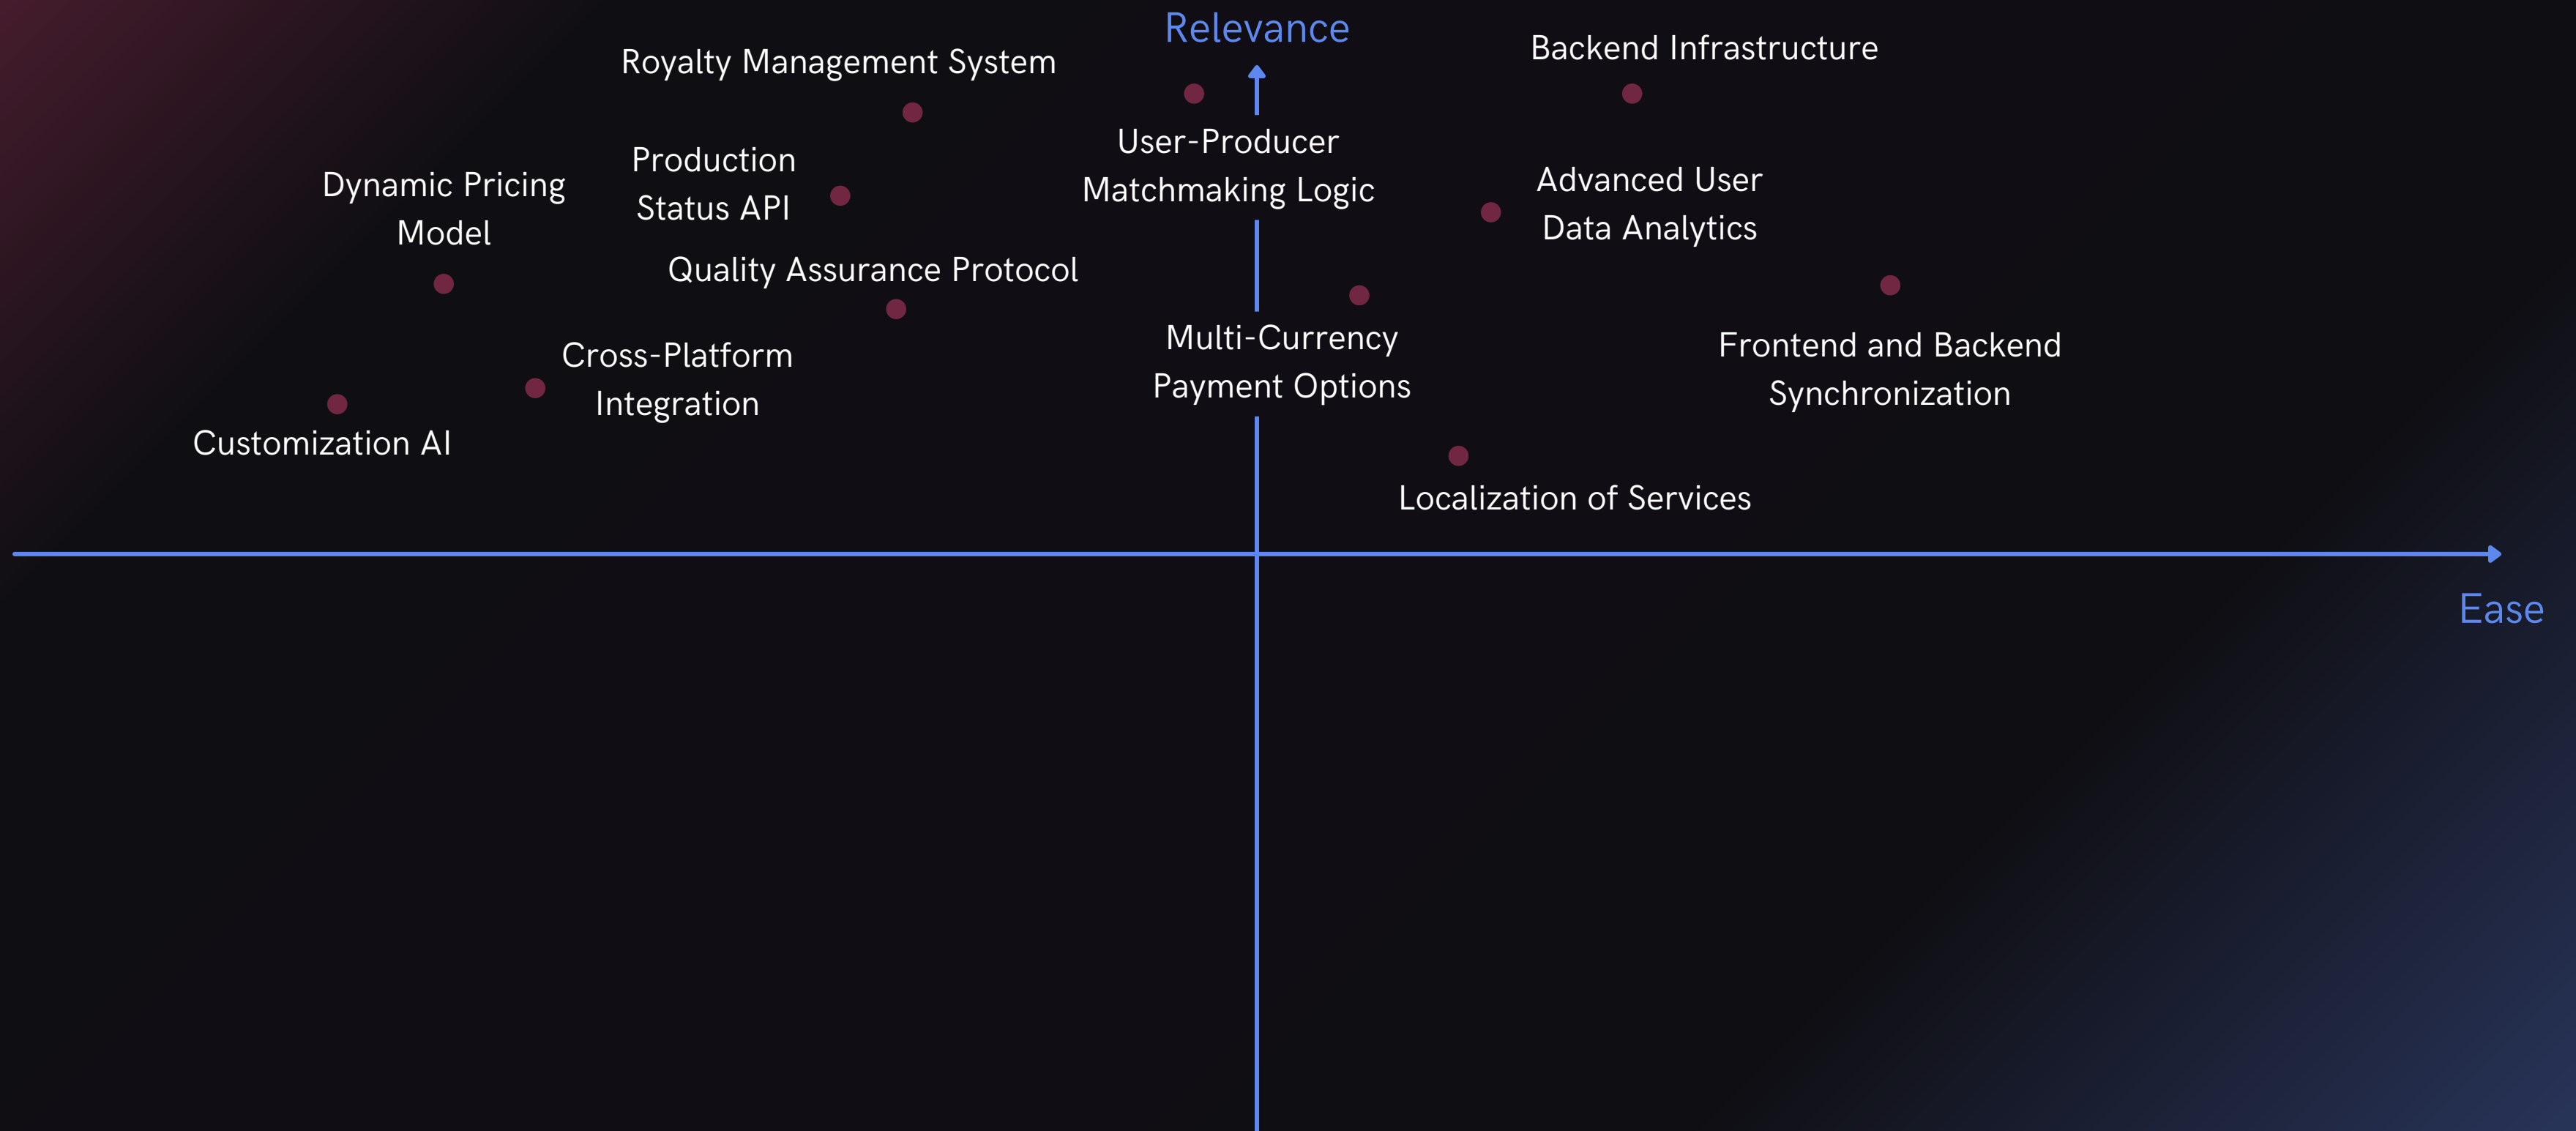 Relevance
Royalty Management System
Backend Infrastructure
User-Producer
Matchmaking Logic
Production
Status API
Dynamic Pricing
Model
Advanced User
Data Analytics
Quality Assurance Protocol
Cross-Platform
Integration
Multi-Currency
Payment Options
Frontend and Backend
Synchronization
Customization AI
Localization of Services
Ease